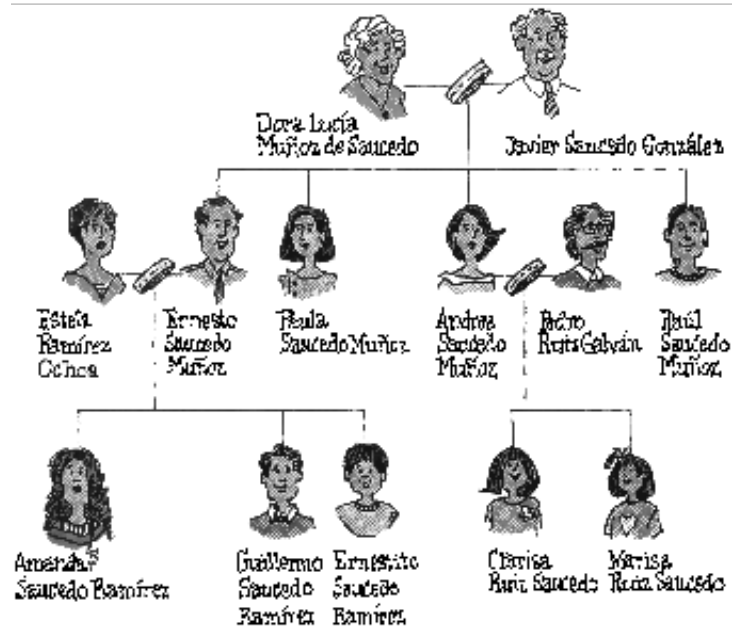 Dora Lucía
Muñoz de Saucedo
Javier Saucedo González
Estela
Ramírez
Ochoa
Ernesto
Saucedo
Muñoz
Paula
Saucedo Muñoz
Andrea
Saucedo
Muñoz
Pedro
Ruiz Galván
Raúl
Saucedo
Muñoz
Amanda
Saucedo Ramírez
Guillermo
Saucedo
Ramírez
Ernestito
Saucedo
Ramírez
Clarisa
Ruiz Saucedo
Marisa
Ruiz Saucedo